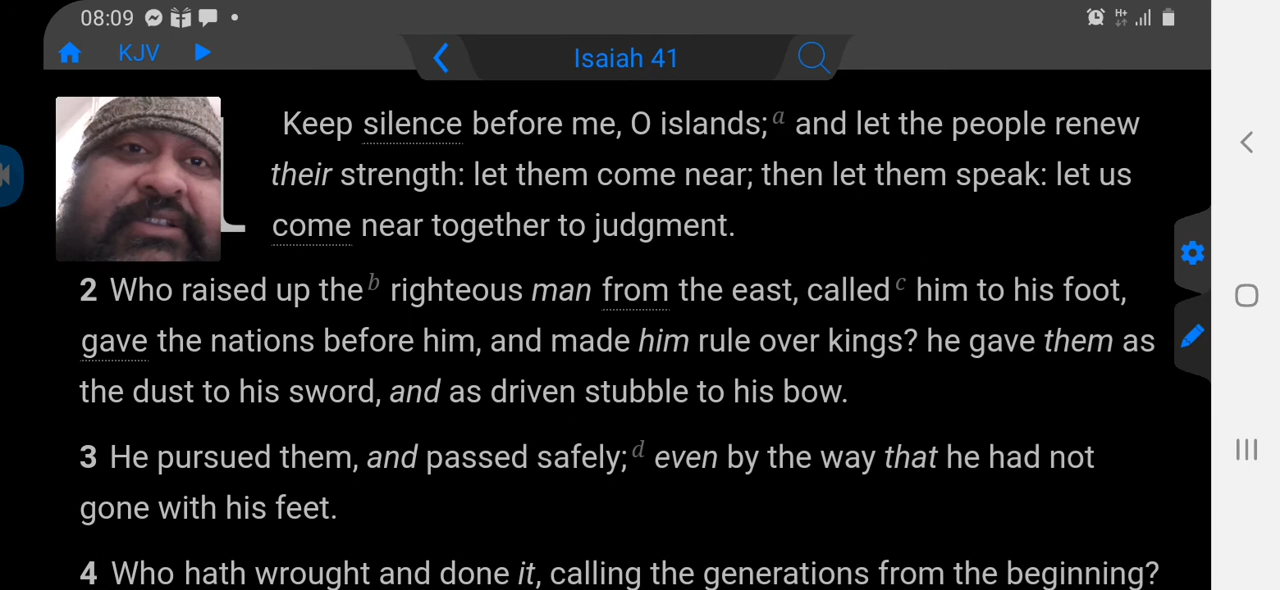 08:09
H+
KJV
Isaiah 41
Keep silence before me, O islands; a and let the people renew
their strength: let them come near; then let them speak: let us
come near together to judgment.
2 Who raised up the b righteous man from the east, called c him to his foot,
gave the nations before him, and made him rule over kings? he gave them as
the dust to his sword, and as driven stubble to his bow.
3 He pursued them, and passed safely; d even by the way that he had not
gone with his feet.
4 Who hath wrought and done it, calling the generations from the beginning?